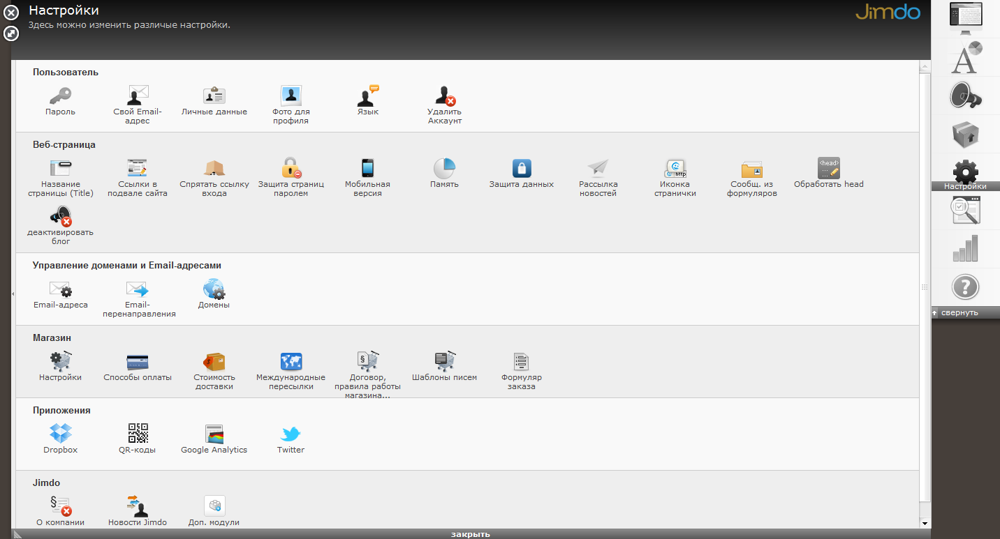 Настройки
Здесь можно изменить различые настройки.
Jimdo
Пользователь
Пароль
Свой Email-
адрес
Личные данные
Фото для
профиля
Язык
Удалить
Аккаунт
Веб-страница
Название
страницы (Title)
Ссылки в
подвале сайта
Спрятать ссылку
входа
Защита страниц
паролем
Мобильная
версия
Память
Защита данных
Рассылка
новостей
http
Иконка
странички
Сообщ. из
формуляров
<head>
...
Обработать head
деактивировать
блог
Управление доменами и Email-адресами
Email-адреса
Email-
перенаправления
Домены
Магазин
Настройки
Способы оплаты
Стоимость
доставки
Международные
пересылки
§
Договор,
правила работы
магазина...
Шаблоны писем
Формуляр
заказа
Приложения
Dropbox
QR-коды
Google Analytics
Twitter
Jimdo
§
О компании
Новости Jimdo
Доп. модули
закрыть
A
Настройки
?
свернуть